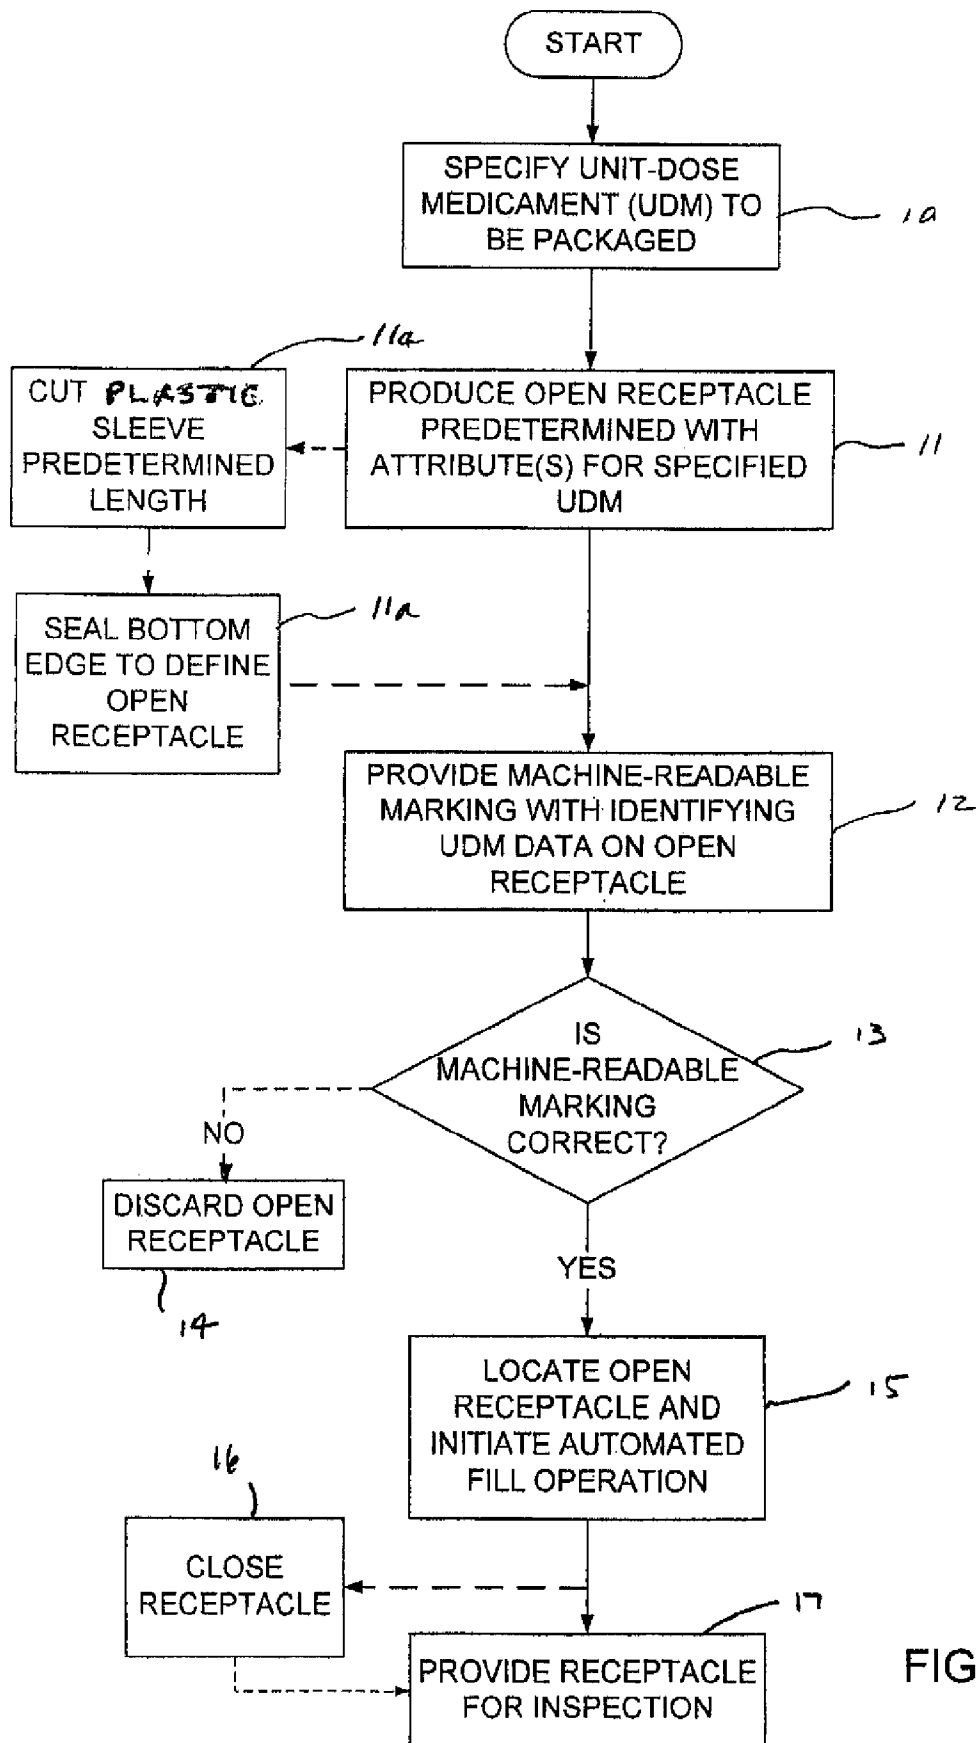 START
SPECIFY UNIT-DOSE
MEDICAMENT (UDM) TO
BE PACKAGED
10
11a
CUT PLASTIC
SLEEVE
PREDETERMINED
LENGTH
PRODUCE OPEN RECEPTACLE
PREDETERMINED WITH
ATTRIBUTE(S) FOR SPECIFIED
UDM
11
11a
SEAL BOTTOM
EDGE TO DEFINE
OPEN
RECEPTACLE
PROVIDE MACHINE-READABLE
MARKING WITH IDENTIFYING
UDM DATA ON OPEN
RECEPTACLE
12
IS
MACHINE-READABLE
MARKING
CORRECT?
13
NO
DISCARD OPEN
RECEPTACLE
14
YES
LOCATE OPEN
RECEPTACLE AND
INITIATE AUTOMATED
FILL OPERATION
15
16
CLOSE
RECEPTACLE
17
PROVIDE RECEPTACLE
FOR INSPECTION
FIG